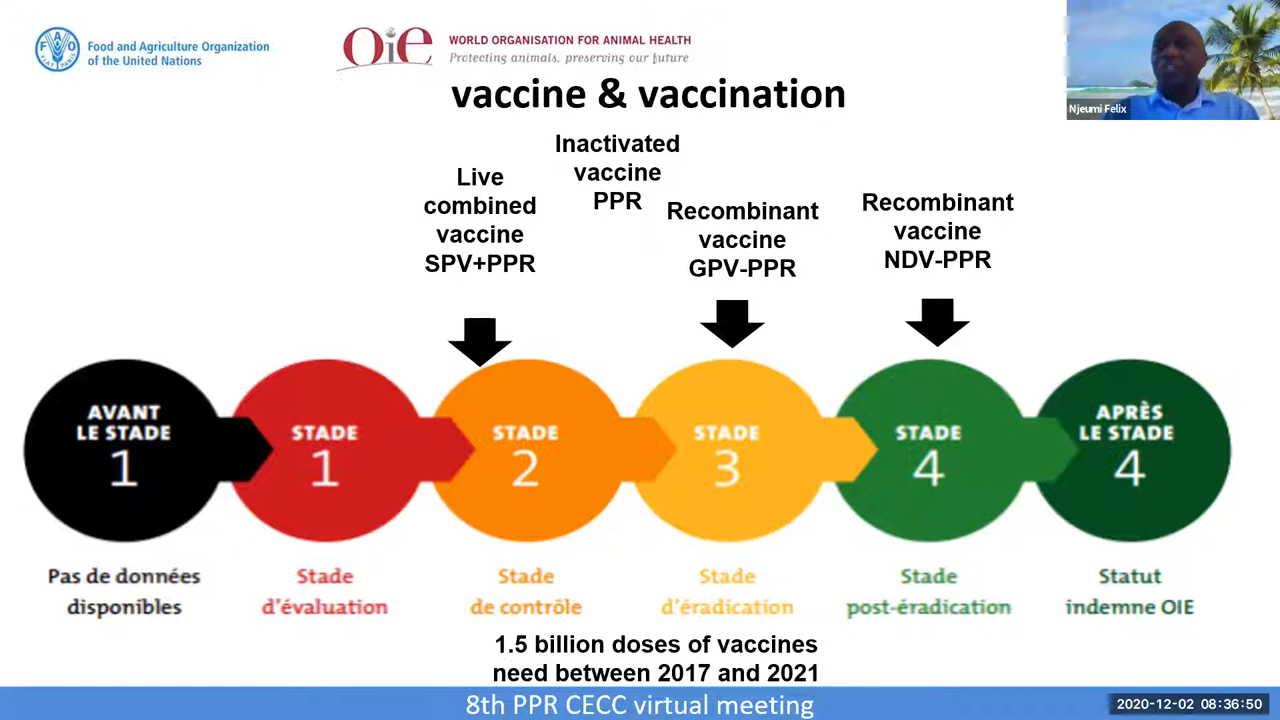 Food and Agriculture Organization
of the United Nations
OiE
WORLD ORGANISATION FOR ANIMAL HEALTH
Protecting animals, preserving our future
Njeumi Felix
vaccine & vaccination
Live
combined
vaccine
SPV+PPR
Inactivated
vaccine
PPR
Recombinant
vaccine
GPV-PPR
Recombinant
vaccine
NDV-PPR
AVANT
LE STADE
1
STADE
1
STADE
2
STADE
3
STADE
4
APRÈS
LE STADE
4
Pas de données
disponibles
Stade
d'évaluation
Stade
de contrôle
Stade
d'éradication
Stade
post-éradication
Statut
indemne OIE
1.5 billion doses of vaccines
need between 2017 and 2021
8th PPR CECC virtual meeting
2020-12-02 08:36:50